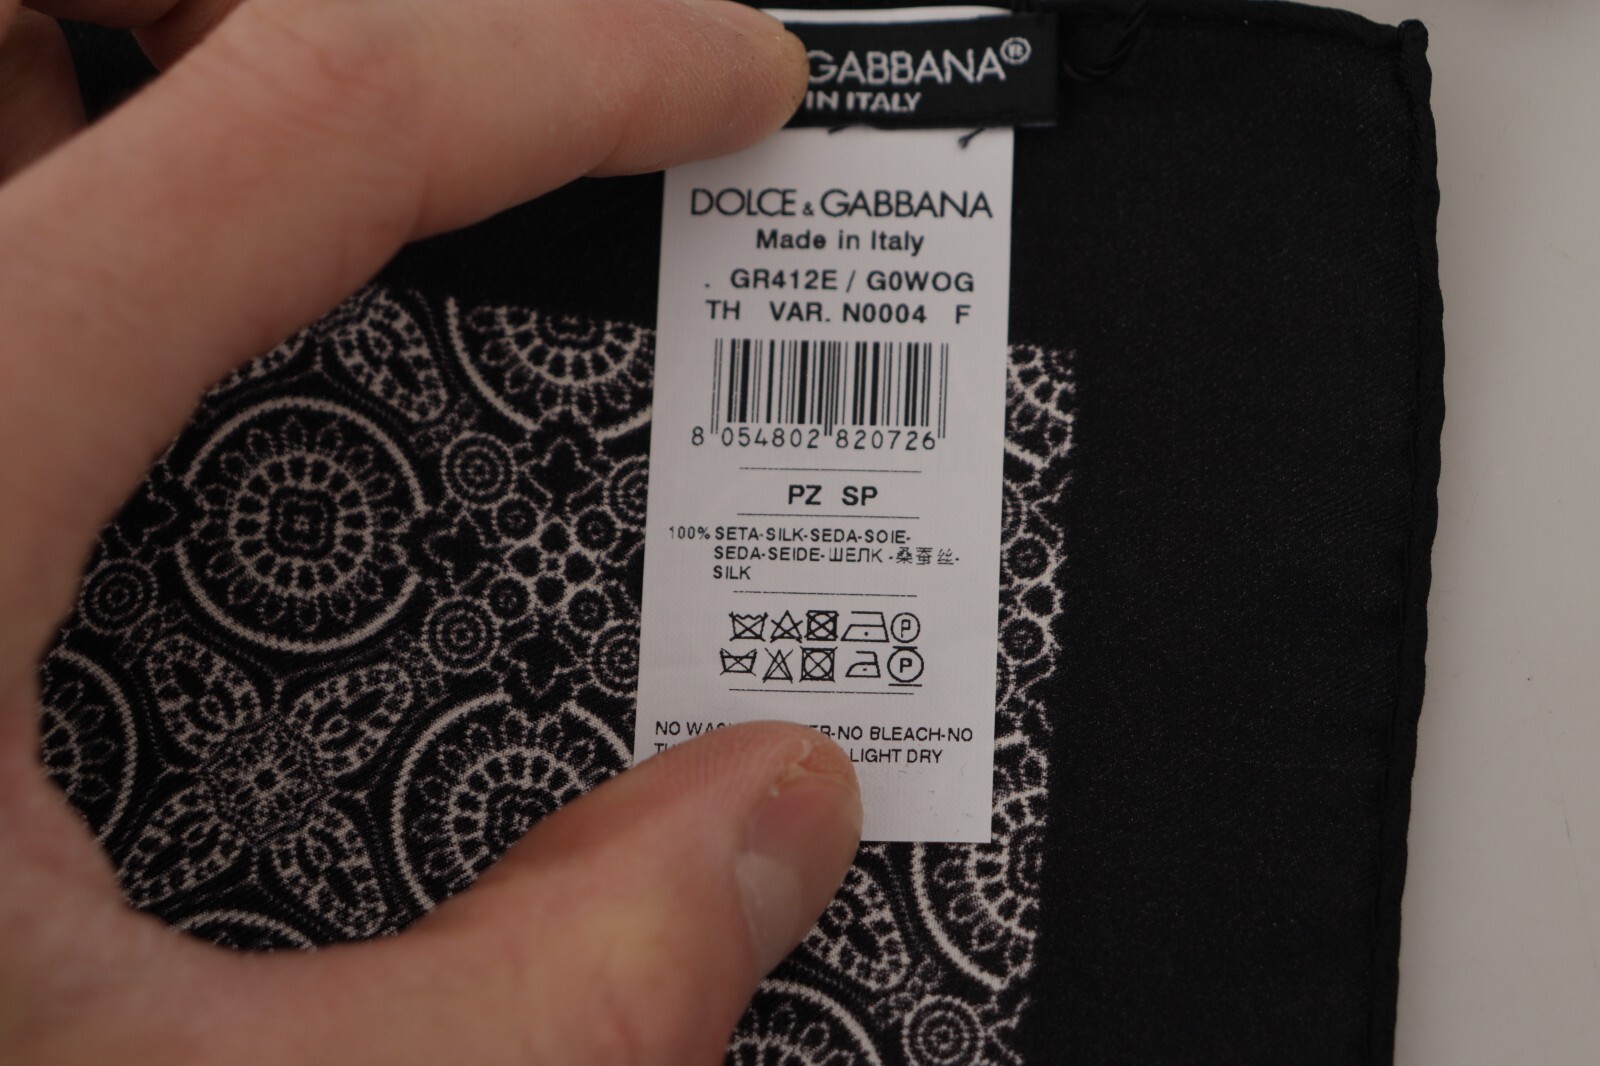 GABBANA®
IN ITALY
DOLCE & GABBANA
Made in Italy
. GR412E / G0WOG
TH VAR. N0004 F
8 054802 820726
PZ SP
100% SETA-SILK-SEDA-SOIE-
SEDA-SEIDE-ШЕЛК-桑蚕丝-
SILK
P
P
NO -NO BLEACH-NO
LIGHT DRY